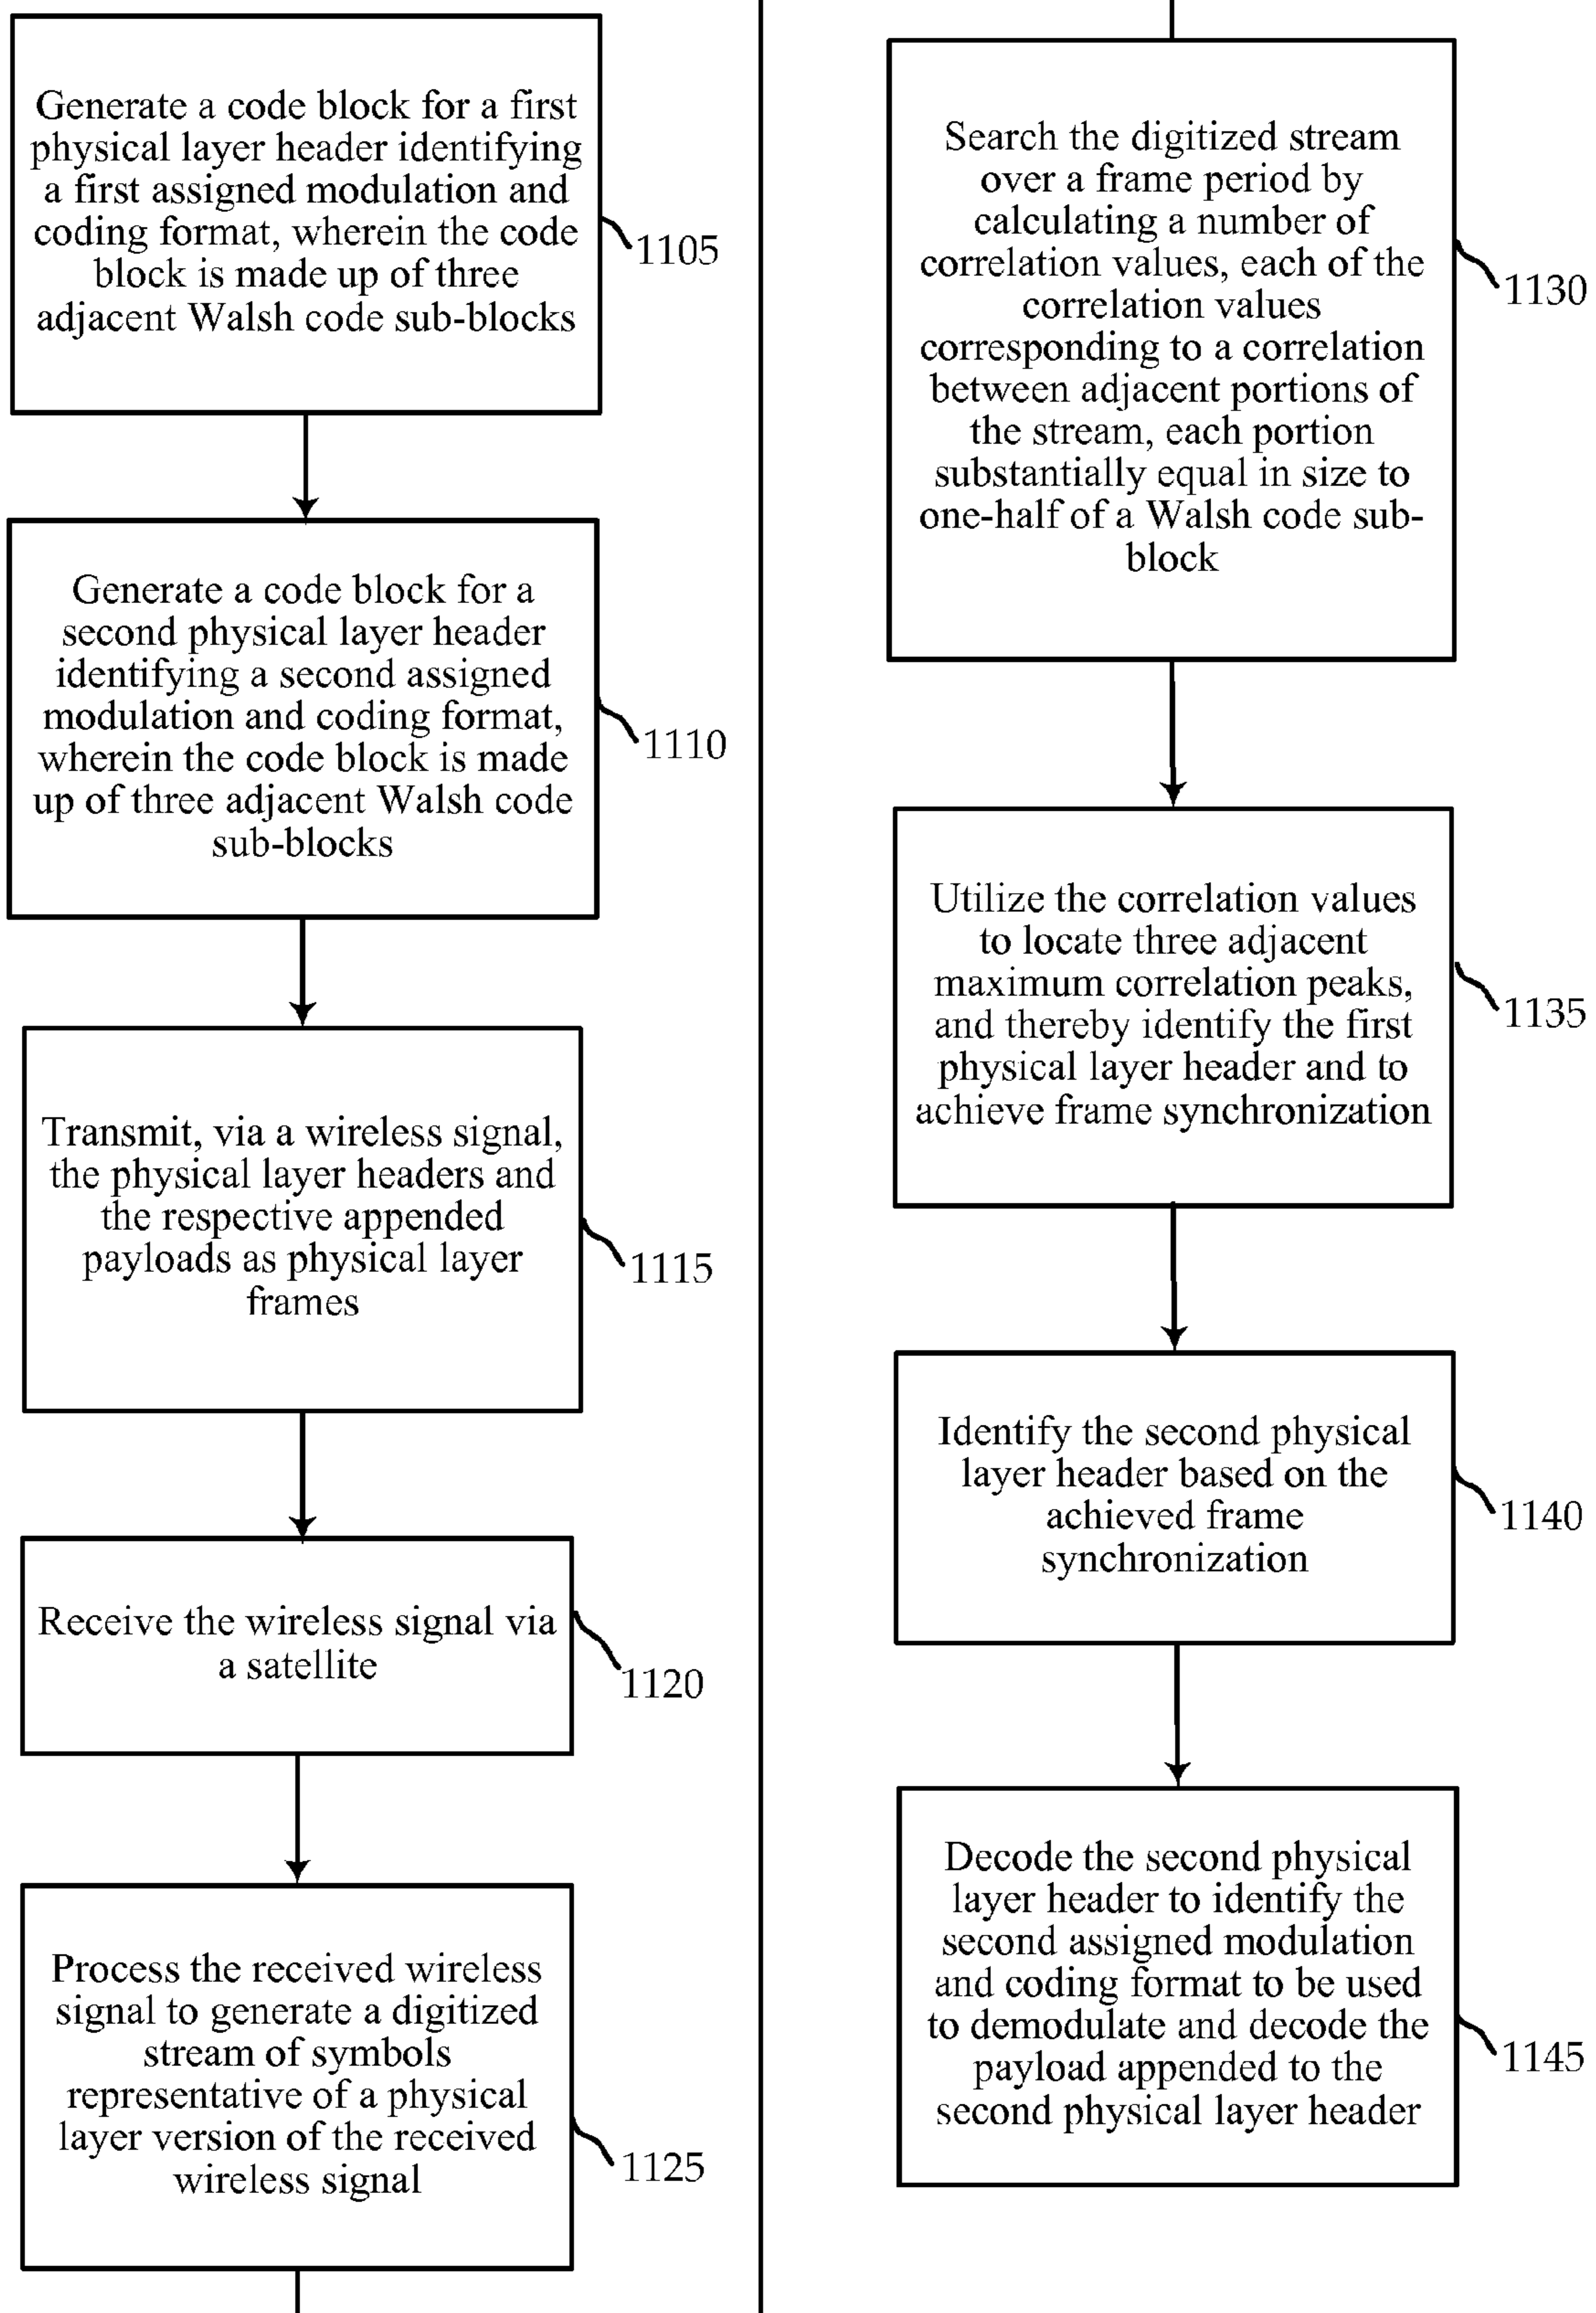 Generate a code block for a first
physical layer header identifying
a first assigned modulation and
coding format, wherein the code
block is made up of three
adjacent Walsh code sub-blocks
1105
Generate a code block for a
second physical layer header
identifying a second assigned
modulation and coding format,
wherein the code block is made
up of three adjacent Walsh code
sub-blocks
1110
Transmit, via a wireless signal,
the physical layer headers and
the respective appended
payloads as physical layer
frames
1115
Receive the wireless signal via
a satellite
1120
Process the received wireless
signal to generate a digitized
stream of symbols
representative of a physical
layer version of the received
wireless signal
1125
Search the digitized stream
over a frame period by
calculating a number of
correlation values, each of the
correlation values
corresponding to a correlation
between adjacent portions of
the stream, each portion
substantially equal in size to
one-half of a Walsh code sub-
block
1130
Utilize the correlation values
to locate three adjacent
maximum correlation peaks,
and thereby identify the first
physical layer header and to
achieve frame synchronization
1135
Identify the second physical
layer header based on the
achieved frame
synchronization
1140
Decode the second physical
layer header to identify the
second assigned modulation
and coding format to be used
to demodulate and decode the
payload appended to the
second physical layer header
1145